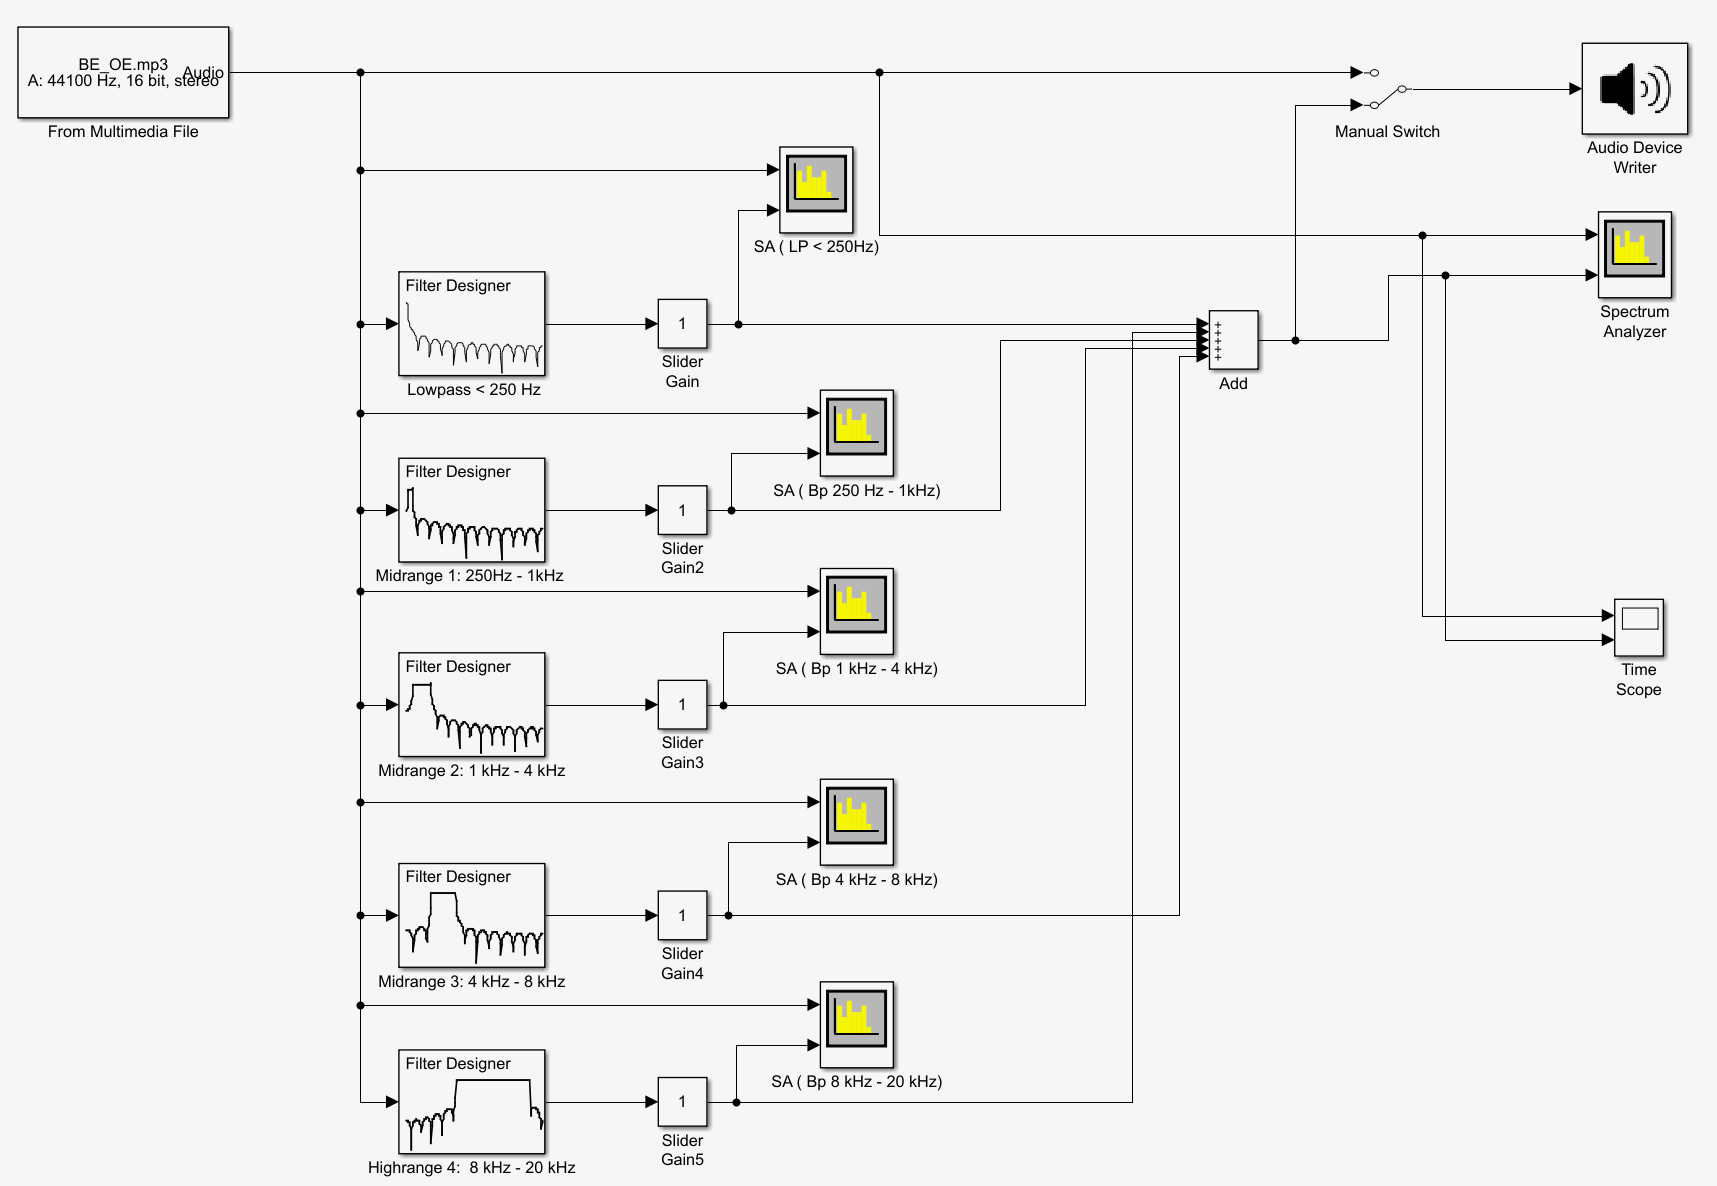 BE_OE.mp3
Audio
A: 44100 Hz, 16 bit, stereo
From Multimedia File
Manual Switch
Audio Device
Writer
SA ( LP < 250Hz)
Filter Designer
Lowpass < 250 Hz
1
Slider
Gain
+
+
+
+
+
Add
Spectrum
Analyzer
SA ( Bp 250 Hz - 1kHz)
Filter Designer
Midrange 1: 250Hz - 1kHz
1
Slider
Gain2
SA ( Bp 1 kHz - 4 kHz)
Filter Designer
Midrange 2: 1 kHz - 4 kHz
1
Slider
Gain3
Time
Scope
SA ( Bp 4 kHz - 8 kHz)
Filter Designer
Midrange 3: 4 kHz - 8 kHz
1
Slider
Gain4
SA ( Bp 8 kHz - 20 kHz)
Filter Designer
Highrange 4:  8 kHz - 20 kHz
1
Slider
Gain5